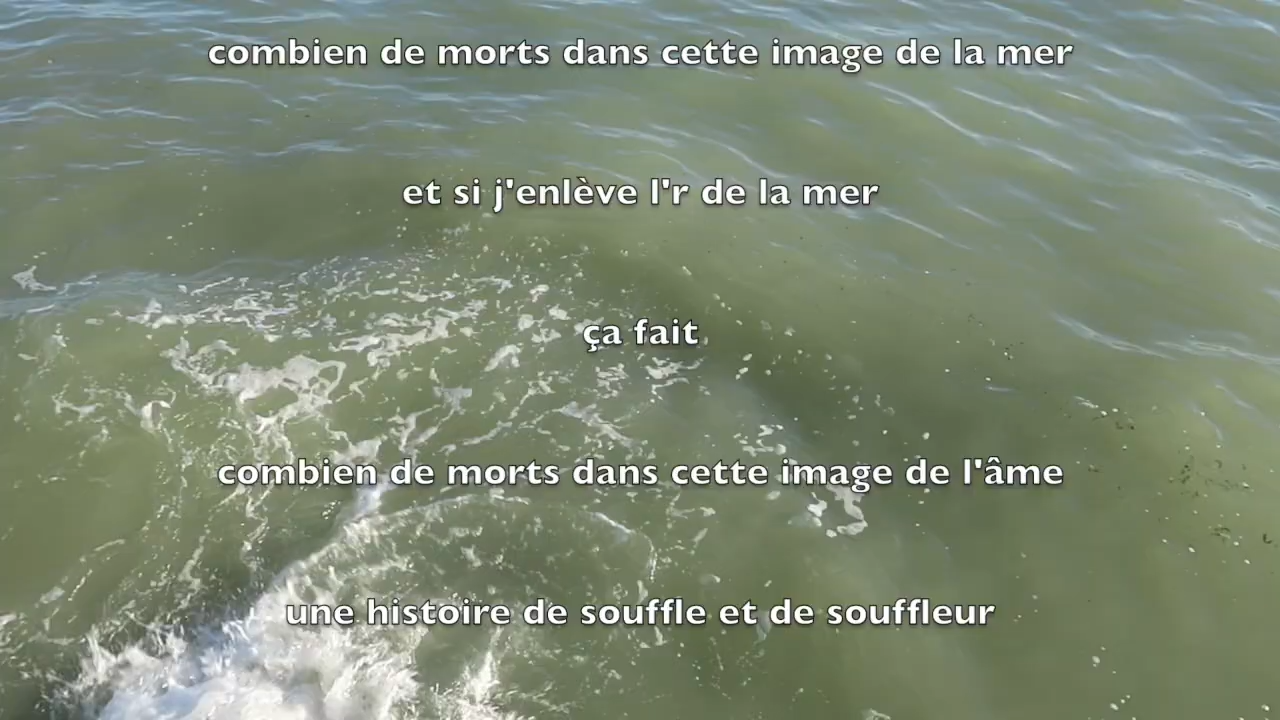 combien de morts dans cette image de la mer
et si j'enlève l'r de la mer
ça fait
combien de morts dans cette image de l'âme
une histoire de souffle et de souffleur